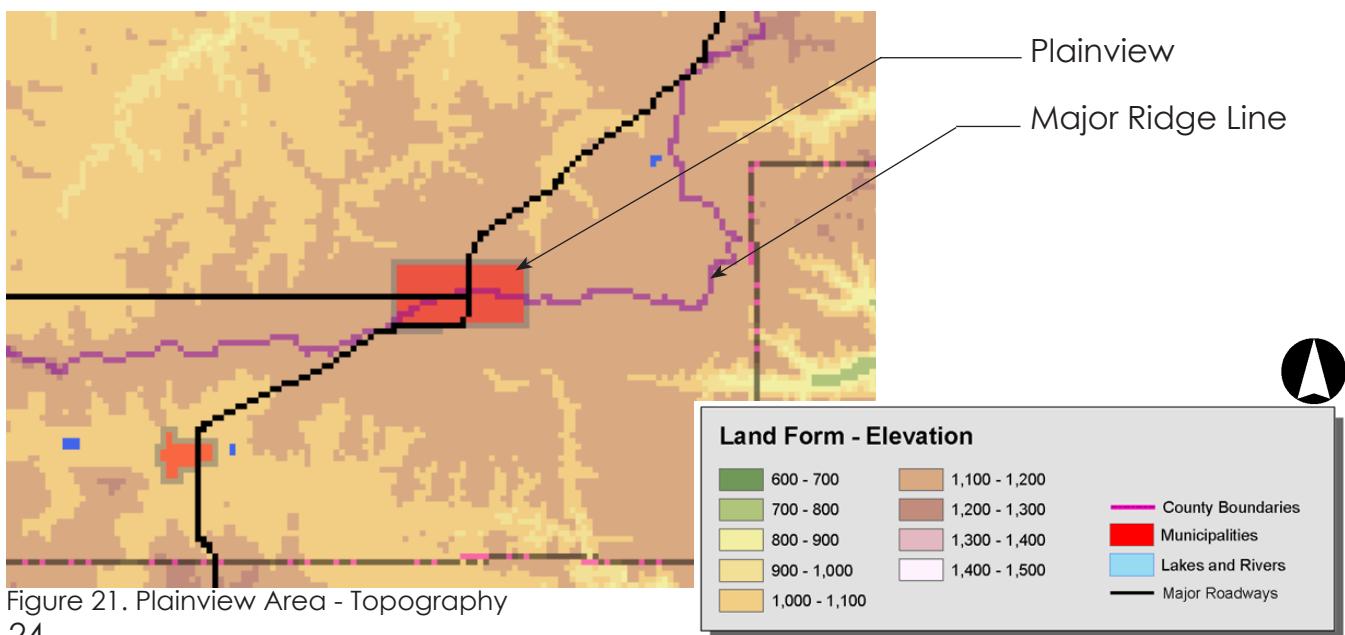 Plainview
Major Ridge Line
Land Form - Elevation
600 - 700
700 - 800
800 - 900
900 - 1,000
1,000 - 1,100
1,100 - 1,200
1,200 - 1,300
1,300 - 1,400
1,400 - 1,500
County Boundaries
Municipalities
Lakes and Rivers
Major Roadways
Figure 21. Plainview Area - Topography
24